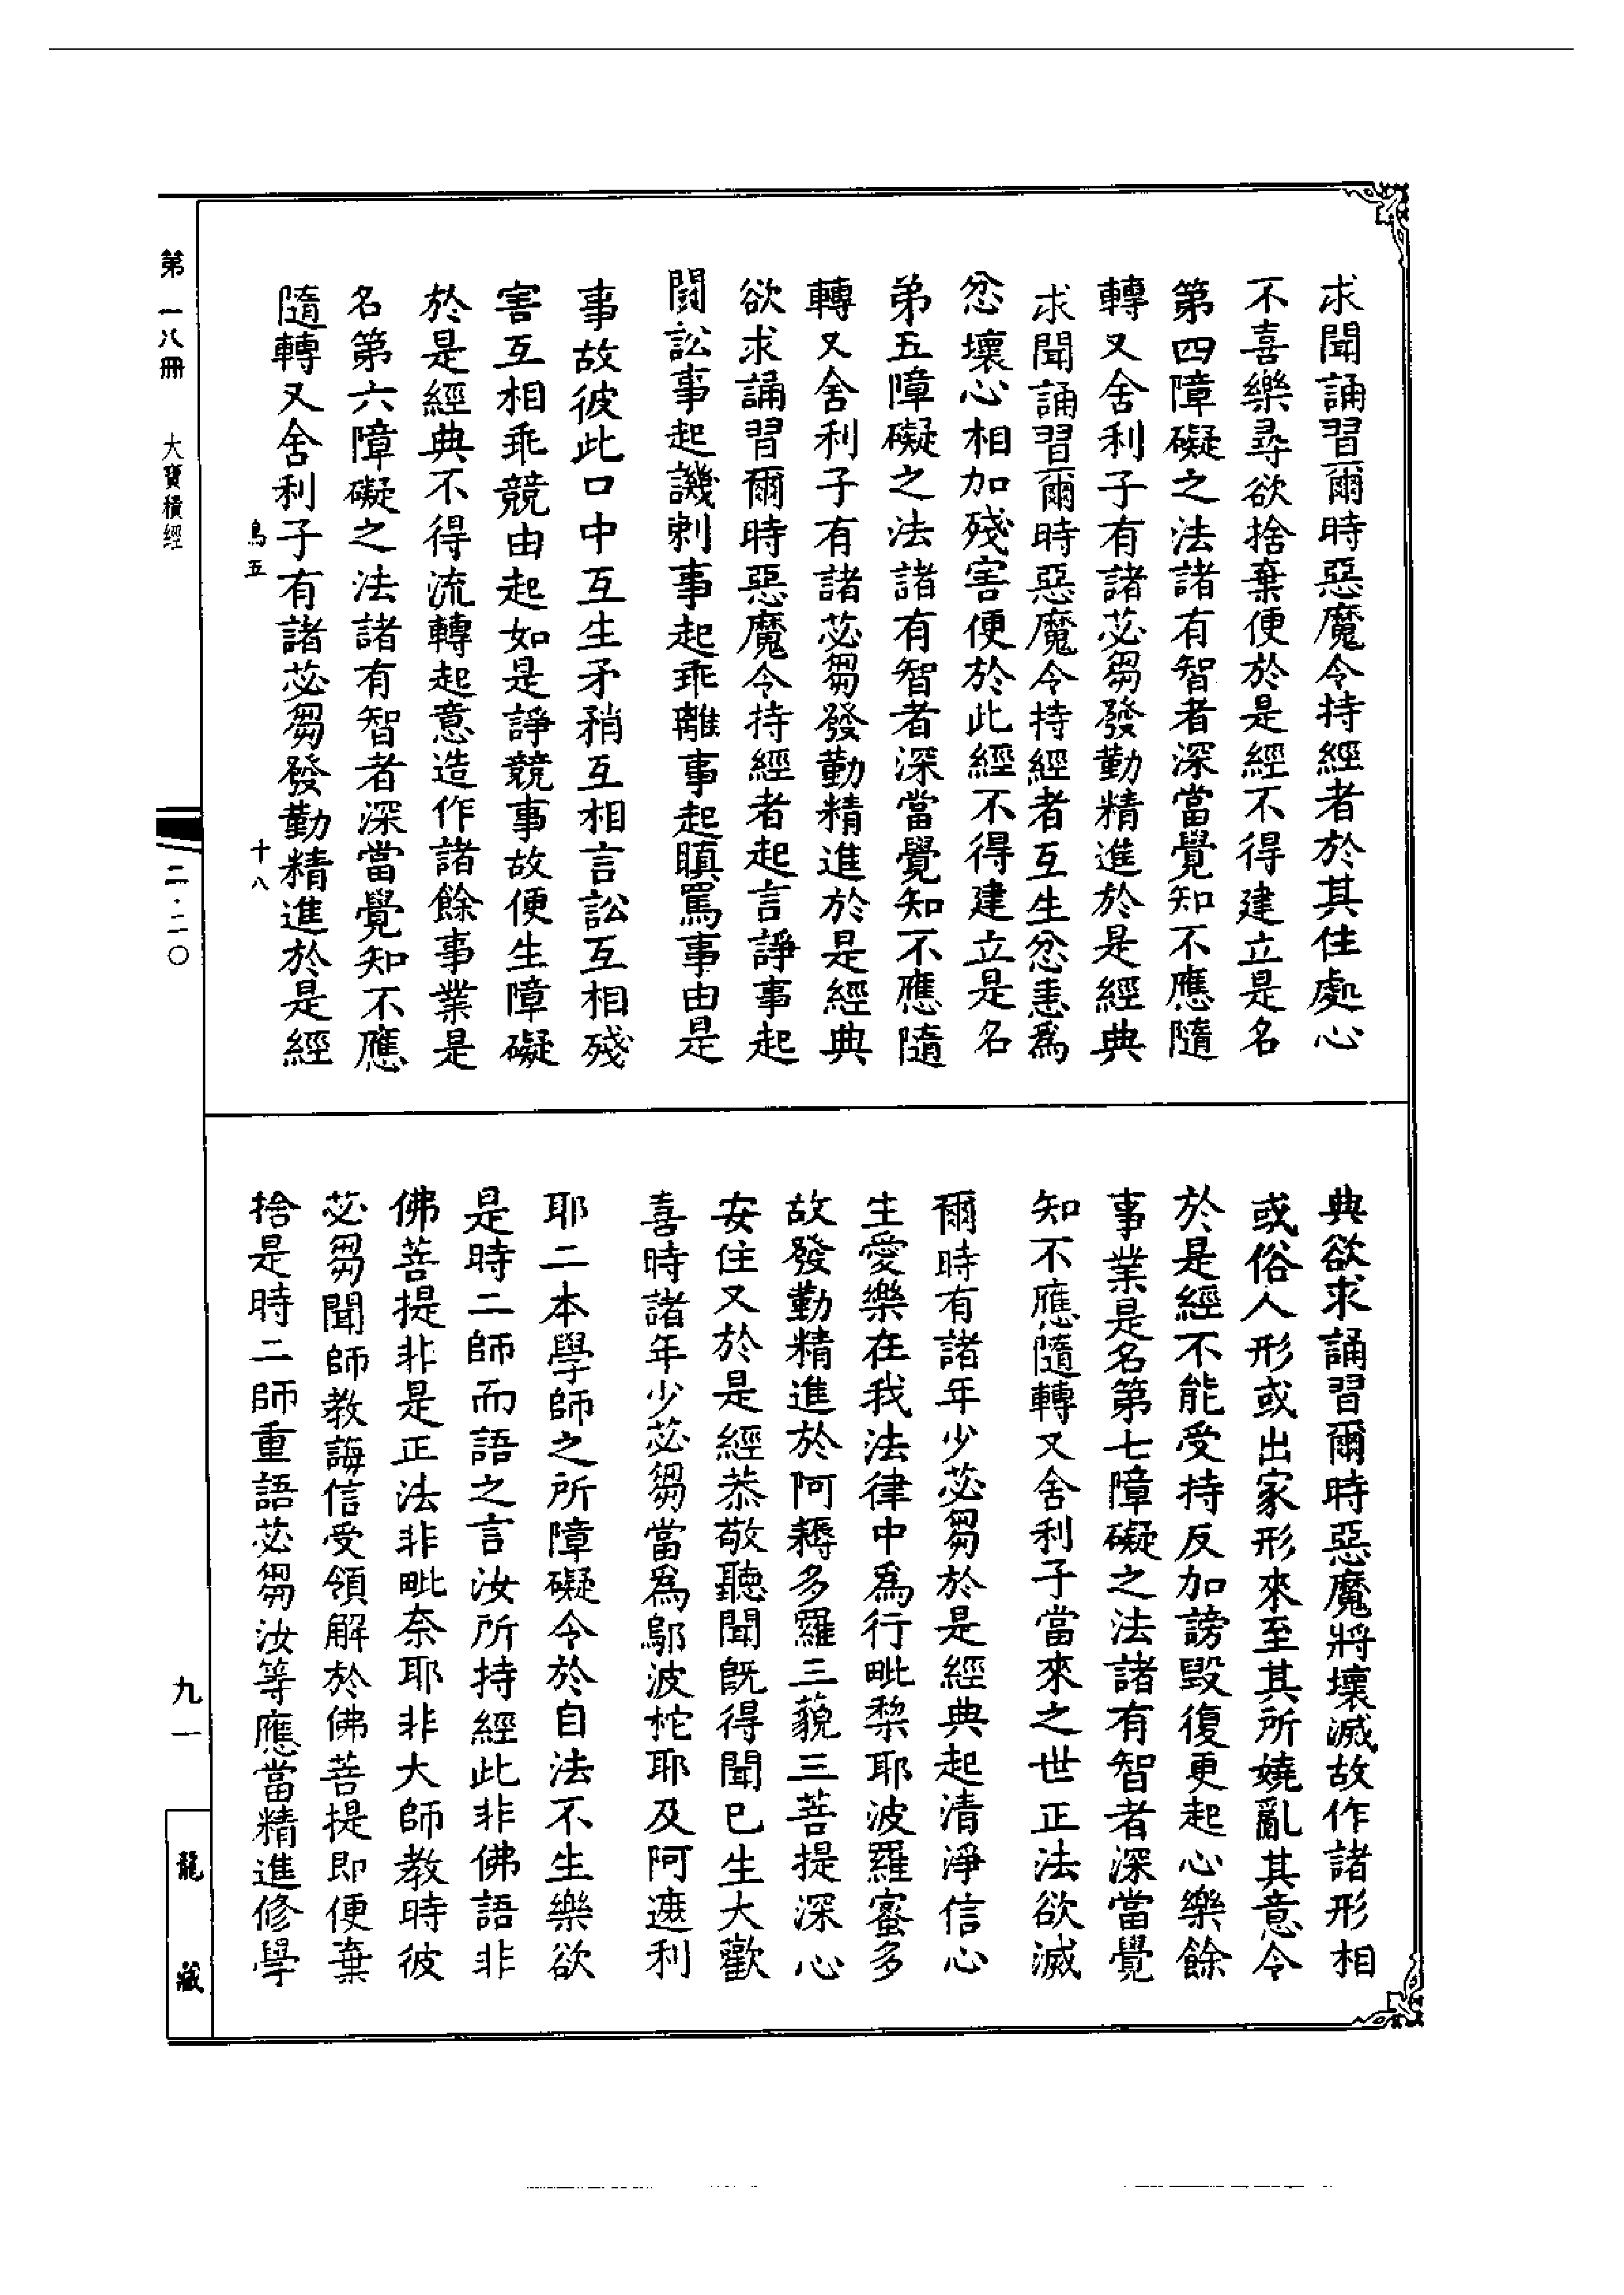 求聞誦習爾時惡魔令持經者於其住處心
不喜樂尋欲捨棄便於是經不得建立是名
第四障礙之法諸有智者深當覺知不應隨
轉又舍利子有諸苾芻發勤精進於是經典
求聞誦習爾時惡魔令持經者互生忿恚爲
忿壞心相加殘害便於此經不得建立是名
弟五障礙之法諸有智者深當覺知不應隨
轉又舍利子有諸苾芻發勤精進於是經典
欲求誦習爾時惡魔令持經者起言諍事起
鬬訟事起譏刺事起乖離事起瞋罵事由是
事故彼此口中互生矛矟互相言訟互相殘
害互相乖競由起如是諍競事故便生障礙
於是經典不得流轉起意造作諸餘事業是
名第六障礙之法諸有智者深當覺知不應
隨轉又舍利子有諸苾芻發勤精進於是經
鳥五 十八
典欲求誦習爾時惡魔將壞滅故作諸形相
或俗人形或出家形來至其所嬈亂其意令
於是經不能受持反加謗毀復更起心樂餘
事業是名第七障礙之法諸有智者深當覺
知不應隨轉又舍利子當來之世正法欲滅
爾時有諸年少苾芻於是經典起清淨信心
生愛樂在我法律中爲行毗棃耶波羅蜜多
故發勤精進於阿耨多羅三藐三菩提深心
安住又於是經恭敬聽聞旣得聞已生大歡
喜時諸年少苾芻當爲鄔波柁耶及阿遮利
耶二本學師之所障礙令於自法不生樂欲
是時二師而語之言汝所持經此非佛語非
佛菩提非是正法非毗奈耶非大師教時彼
苾芻聞師教誨信受領解於佛菩提即便棄
捨是時二師重語苾芻汝等應當精進修學
第一八冊 大寶積經
二·二〇
九一
龍藏